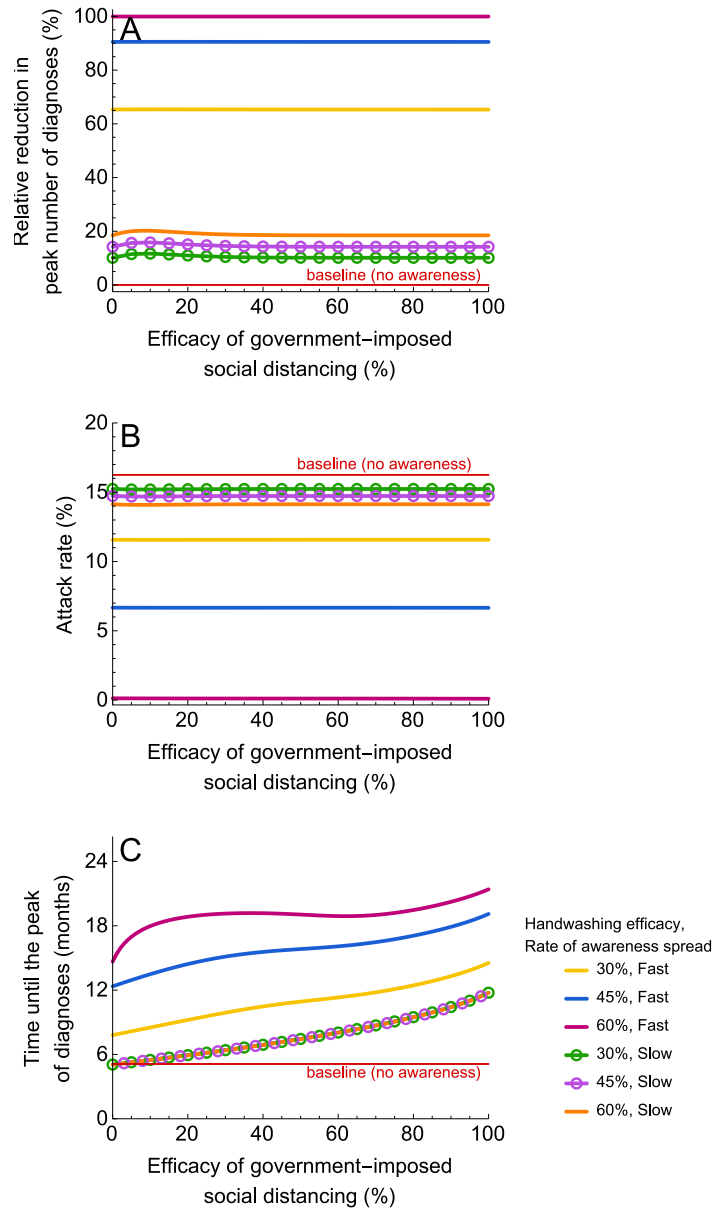 A
Relative reduction in
peak number of diagnoses (%)
100
80
60
40
20
0
baseline (no awareness)
0 20 40 60 80 100
Efficacy of government–imposed
social distancing (%)
B
Attack rate (%)
20
15
10
5
0
baseline (no awareness)
0 20 40 60 80 100
Efficacy of government–imposed
social distancing (%)
C
Time until the peak
of diagnoses (months)
24
18
12
6
0
baseline (no awareness)
0 20 40 60 80 100
Efficacy of government–imposed
social distancing (%)
Handwashing efficacy,
Rate of awareness spread
30%, Fast
45%, Fast
60%, Fast
30%, Slow
45%, Slow
60%, Slow